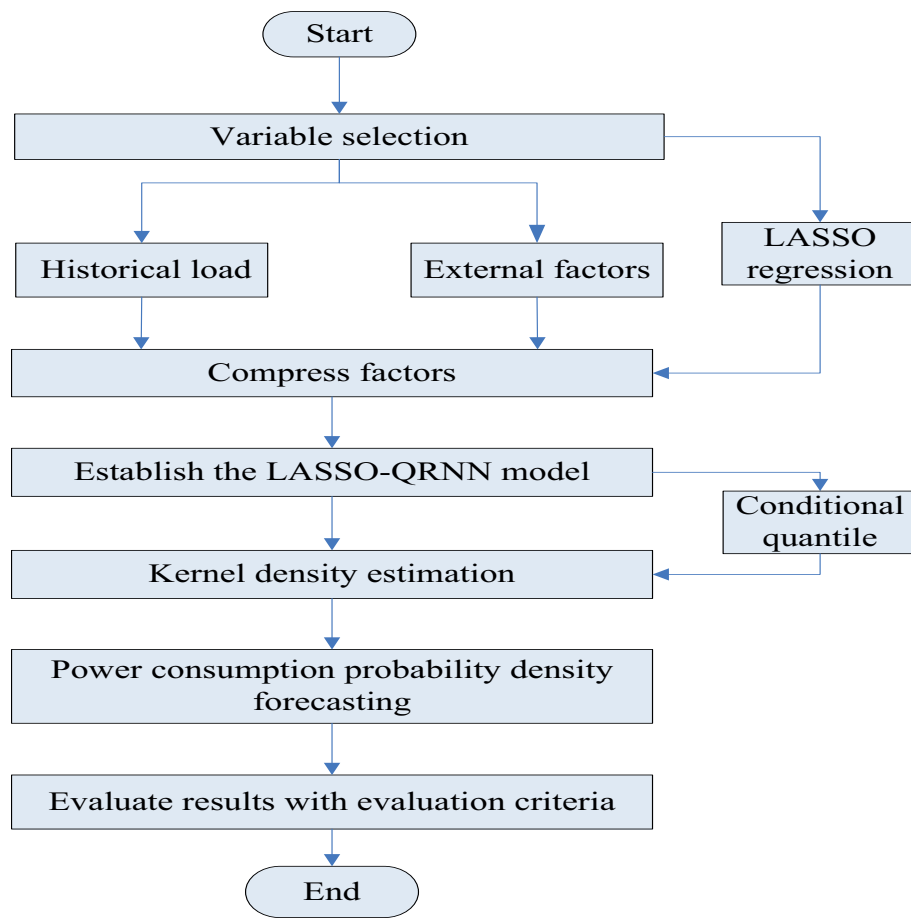 Start
Variable selection
Historical load
External factors
LASSO
regression
Compress factors
Establish the LASSO-QRNN model
Conditional
quantile
Kernel density estimation
Power consumption probability density
forecasting
Evaluate results with evaluation criteria
End